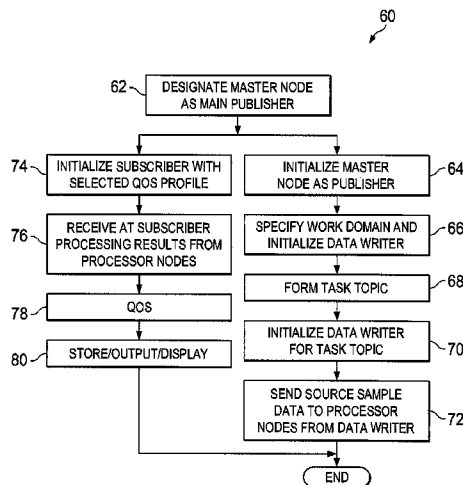 60
62
DESIGNATE MASTER NODE
AS MAIN PUBLISHER
74
INITIALIZE SUBSCRIBER WITH
SELECTED QOS PROFILE
INITIALIZE MASTER
NODE AS PUBLISHER
64
76
RECEIVE AT SUBSCRIBER
PROCESSING RESULTS FROM
PROCESSOR NODES
SPECIFY WORK DOMAIN AND
INITIALIZE DATA WRITER
66
FORM TASK TOPIC
68
78
QOS
80
STORE/OUTPUT/DISPLAY
INITIALIZE DATA WRITER
FOR TASK TOPIC
70
SEND SOURCE SAMPLE
DATA TO PROCESSOR
NODES FROM DATA WRITER
72
END